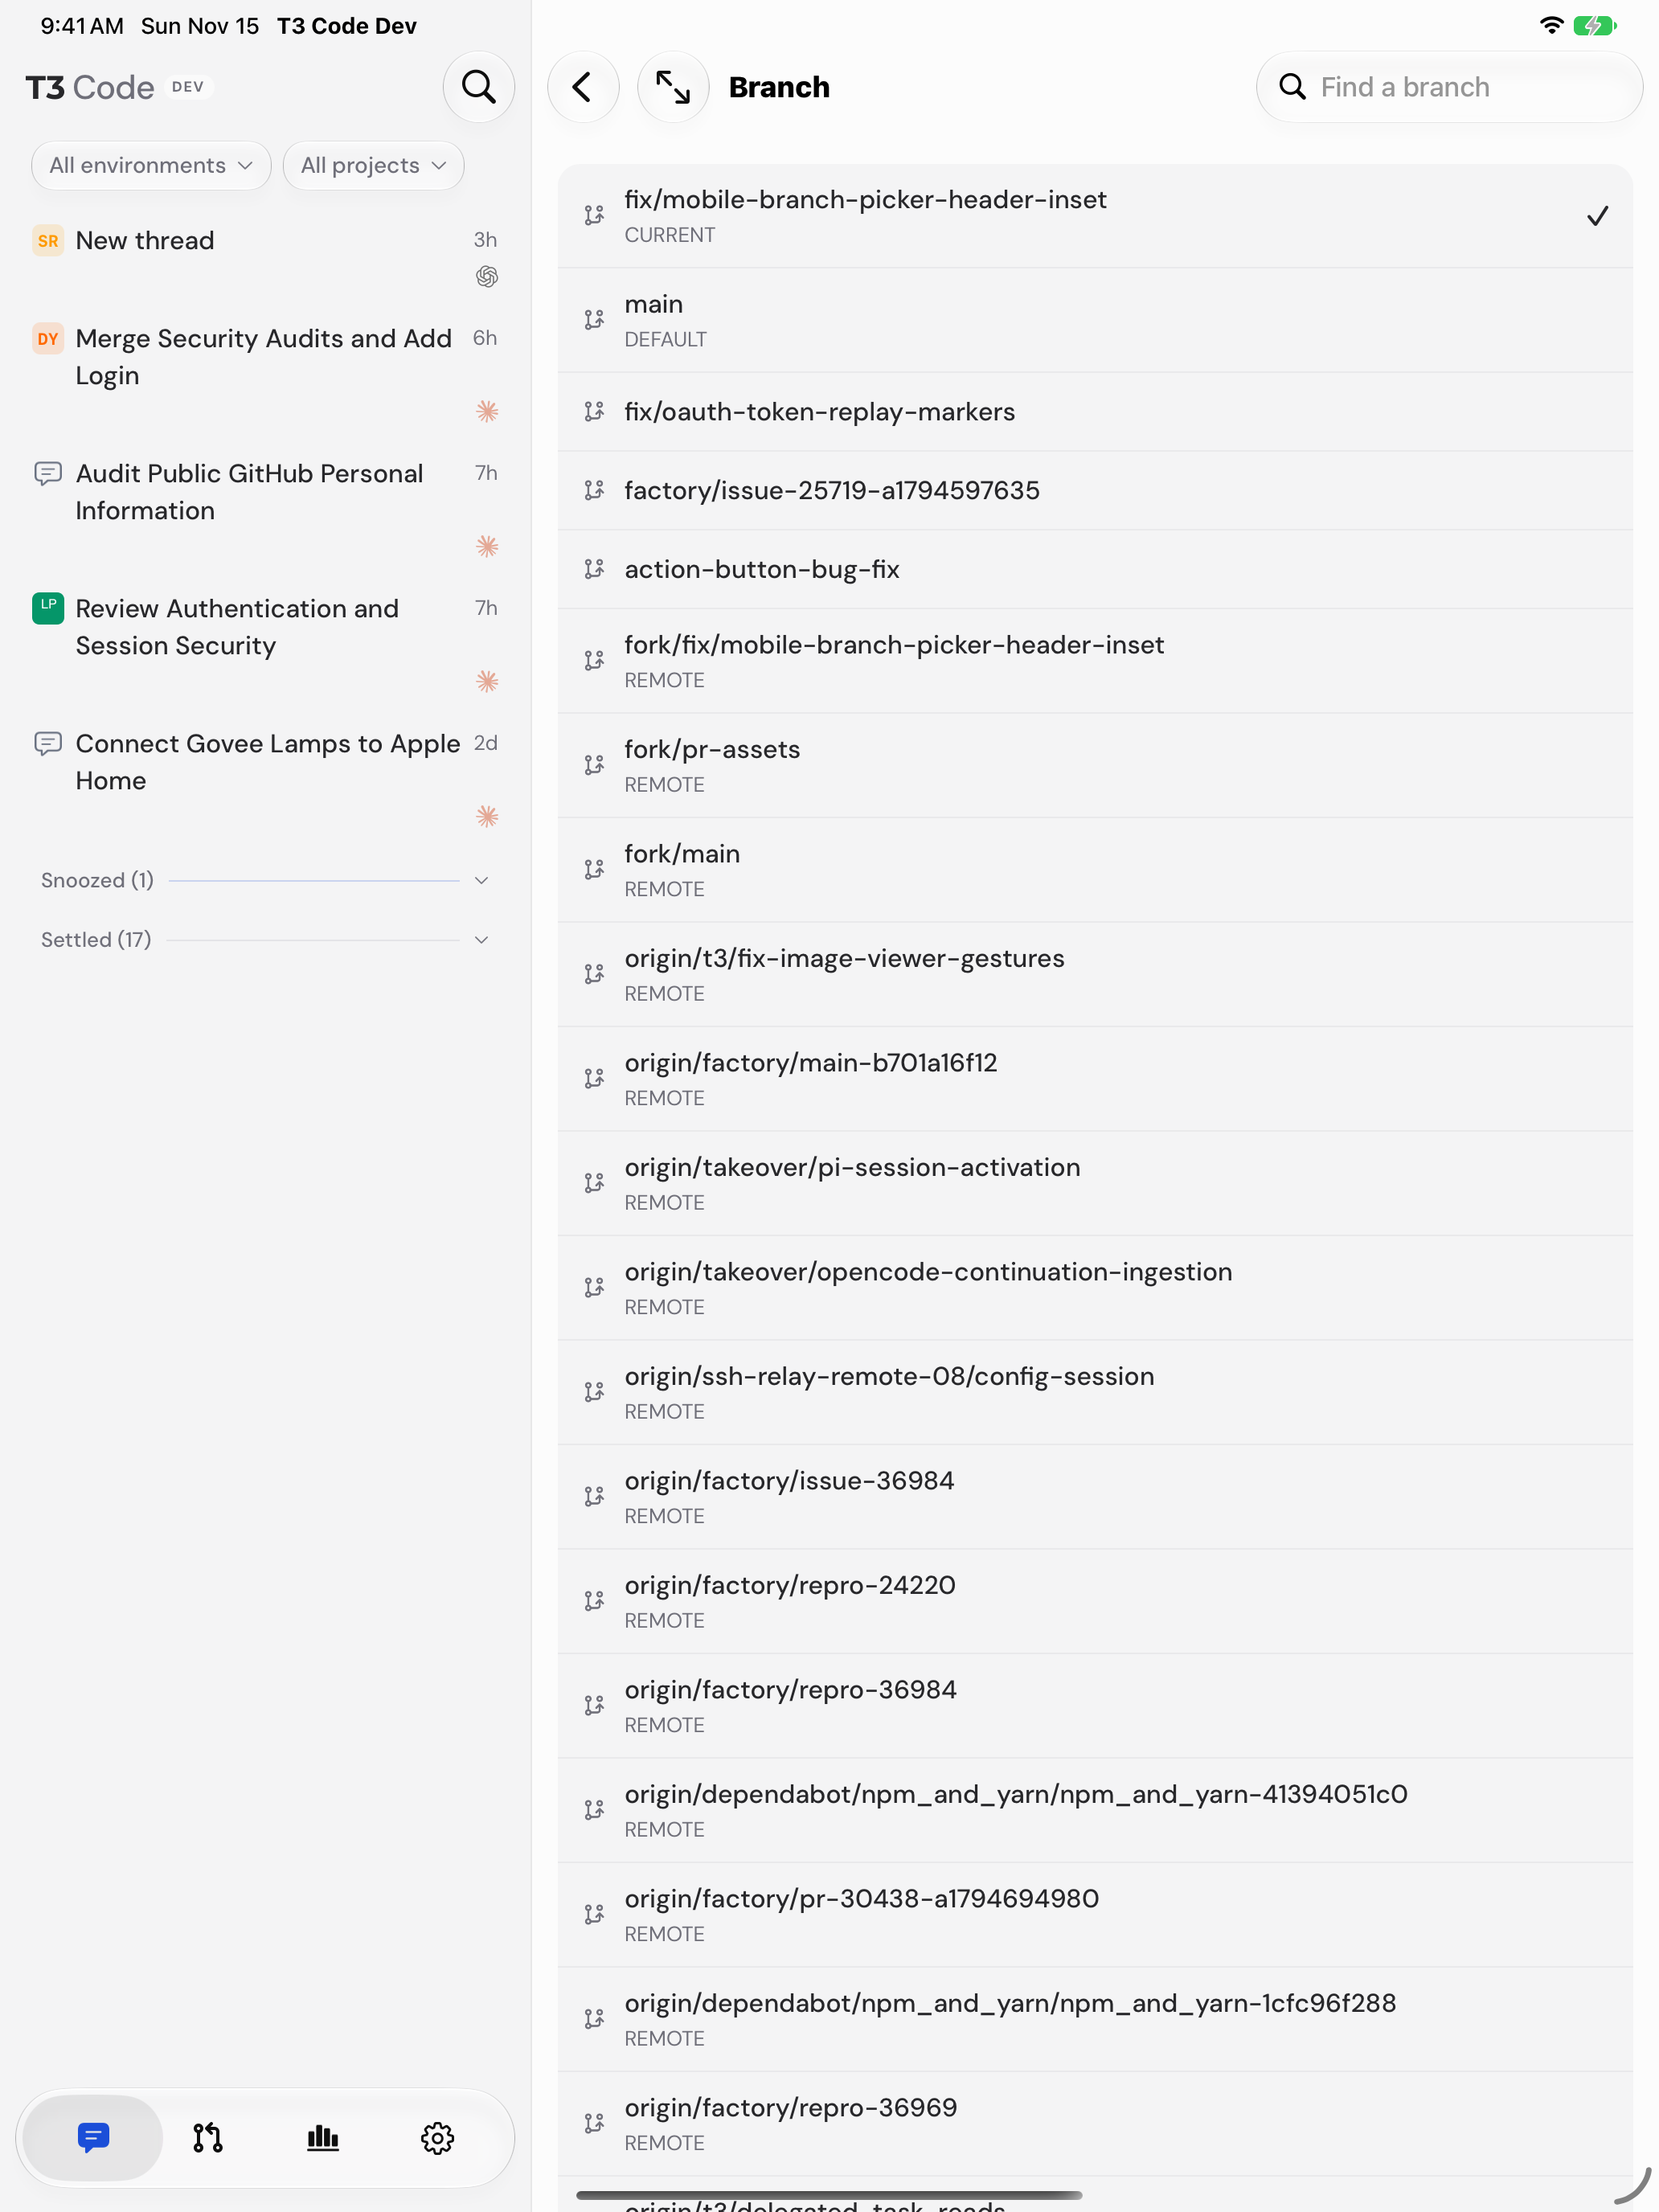 9:41 AM Sun Nov 15 T3 Code Dev
T3 Code DEV
All environments All projects
SR New thread 3h
DY Merge Security Audits and Add 6h
Login
Audit Public GitHub Personal 7h
Information
LP Review Authentication and 7h
Session Security
Connect Govee Lamps to Apple 2d
Home
Snoozed (1)
Settled (17)
Branch
Find a branch
fix/mobile-branch-picker-header-inset
CURRENT
main
DEFAULT
fix/oauth-token-replay-markers
factory/issue-25719-a1794597635
action-button-bug-fix
fork/fix/mobile-branch-picker-header-inset
REMOTE
fork/pr-assets
REMOTE
fork/main
REMOTE
origin/t3/fix-image-viewer-gestures
REMOTE
origin/factory/main-b701a16f12
REMOTE
origin/takeover/pi-session-activation
REMOTE
origin/takeover/opencode-continuation-ingestion
REMOTE
origin/ssh-relay-remote-08/config-session
REMOTE
origin/factory/issue-36984
REMOTE
origin/factory/repro-24220
REMOTE
origin/factory/repro-36984
REMOTE
origin/dependabot/npm_and_yarn/npm_and_yarn-41394051c0
REMOTE
origin/factory/pr-30438-a1794694980
REMOTE
origin/dependabot/npm_and_yarn/npm_and_yarn-1cfc96f288
REMOTE
origin/factory/repro-36969
REMOTE